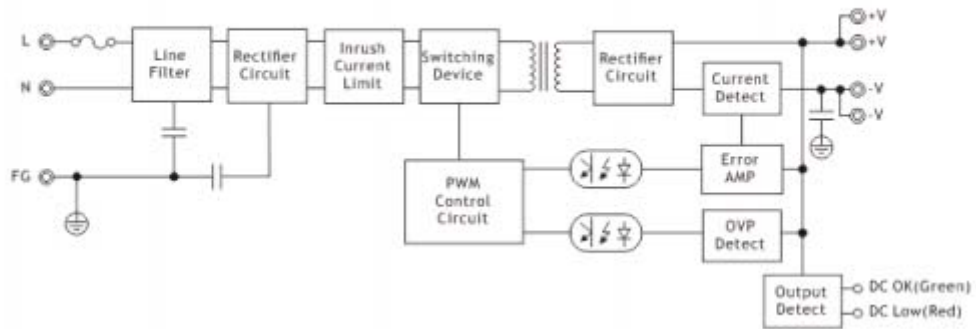 +V
L
Line
Filter
Rectifier
Circuit
Inrush
Current
Limit
Switching
Device
Rectifier
Circuit
+V
N
Current
Detect
-V
-V
FG
PWM
Control
Circuit
Error
AMP
OVP
Detect
Output
Detect
DC OK(Green)
DC Low(Red)